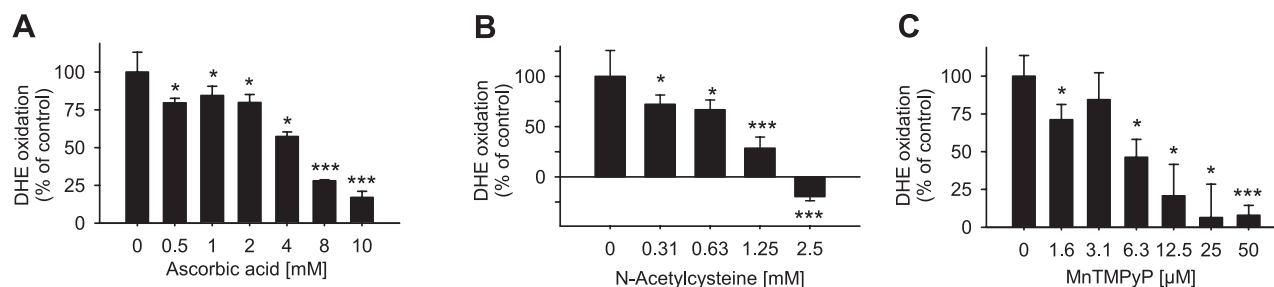 A
DHE oxidation
(% of control)
100
75
50
25
0
* * * * *** ***
0 0.5 1 2 4 8 10
Ascorbic acid [mM]
B
DHE oxidation
(% of control)
100
50
0
* * *** ***
0 0.31 0.63 1.25 2.5
N-Acetylcysteine [mM]
C
DHE oxidation
(% of control)
100
75
50
25
0
* * * * ***
0 1.6 3.1 6.3 12.5 25 50
MnTMPyP [µM]